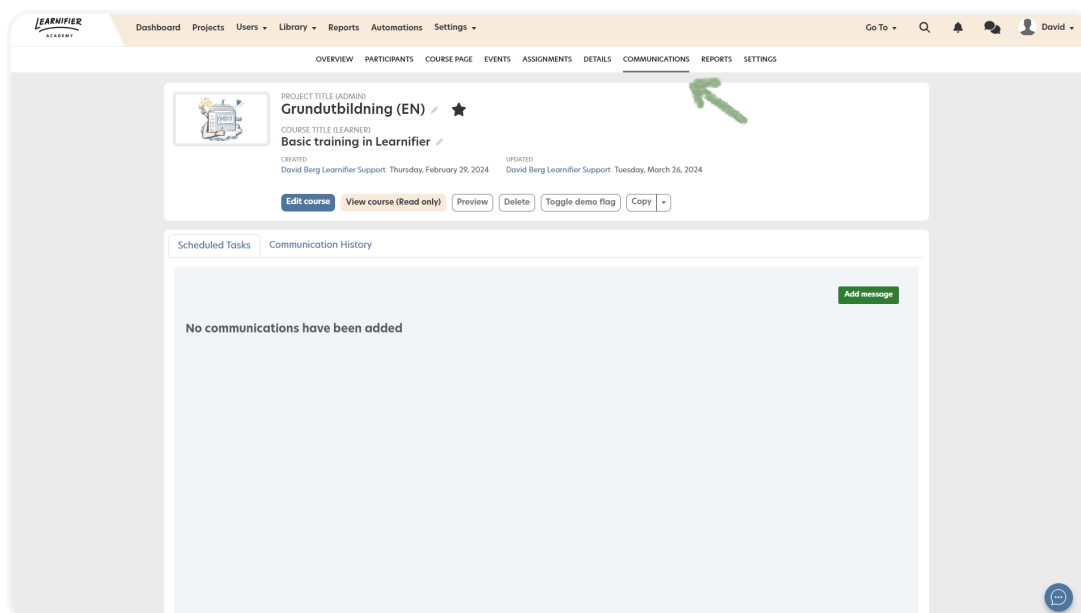 LEARNIFIER
ACADEMY
Dashboard Projects Users Library Reports Automations Settings Go To David
OVERVIEW PARTICIPANTS COURSE PAGE EVENTS ASSIGNMENTS DETAILS COMMUNICATIONS REPORTS SETTINGS
PROJECT TITLE (ADMIN)
Grundutbildning (EN)
COURSE TITLE (LEARNER)
Basic training in Learnifier
CREATED UPDATED
David Berg Learnifier Support Thursday, February 29, 2024 David Berg Learnifier Support Tuesday, March 26, 2024
Edit course View course (Read only) Preview Delete Toggle demo flag Copy
Scheduled Tasks Communication History
Add message
No communications have been added